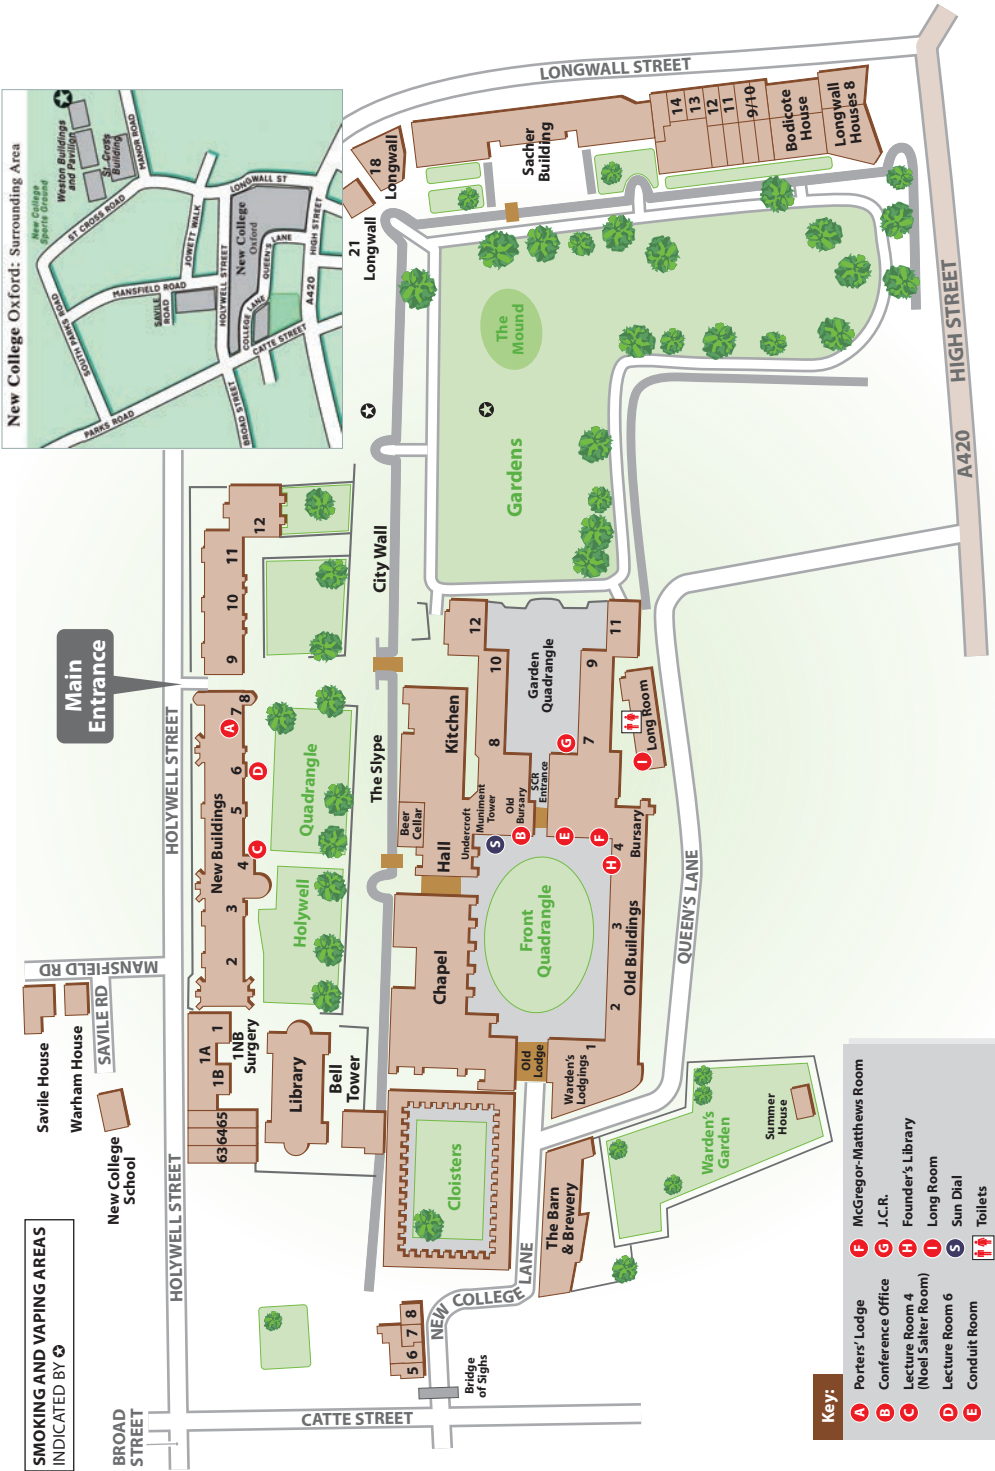 New College Oxford: Surrounding Area
New College
Sports Ground
Weston Buildings
and Pavilion
St. Cross
Building
MANOR ROAD
ST CROSS ROAD
SOUTH PARKS ROAD
PARKS ROAD
MANSFIELD ROAD
SAVILE
ROAD
JOWETT WALK
LONGWALL ST
HOLYWELL STREET
New College
Oxford
QUEEN'S LANE
COLLEGE LANE
HIGH STREET
A420
CATTE STREET
BROAD STREET
SMOKING AND VAPING AREAS
INDICATED BY
BROAD
STREET
HOLYWELL STREET
HOLYWELL STREET
HOLYWELL STREET
Main
Entrance
MANSFIELD RD
SAVILE RD
Savile House
Warham House
New College
School
636465
1B
1A
1
1NB
Surgery
Library
Bell
Tower
2
3
4
5
6
7
8
New Buildings
C
D
A
9
10
11
12
Holywell
Quadrangle
The Slype
City Wall
21
Longwall
18
Longwall
LONGWALL STREET
Sacher
Building
14
13
12
11
9/10
Bodicote
House
Longwall
Houses 8
The
Mound
Gardens
HIGH STREET
A420
Cloisters
Chapel
Hall
Beer
Cellar
Kitchen
Undercroft
Muniment
Tower
Old
Bursary
SCR
Entrance
S
B
E
F
H
G
I
8
10
12
Garden
Quadrangle
7
9
11
Long Room
Front
Quadrangle
Old
Lodge
Warden's
Lodgings
1
2
3
4
Old Buildings
Bursary
QUEEN'S LANE
The Barn
& Brewery
Warden's
Garden
Summer
House
NEW COLLEGE LANE
5
6
7
8
Bridge
of Sighs
CATTE STREET
Key:
A Porters' Lodge
B Conference Office
C Lecture Room 4
(Noel Salter Room)
D Lecture Room 6
E Conduit Room
F McGregor-Matthews Room
G J.C.R.
H Founder's Library
I Long Room
S Sun Dial
Toilets